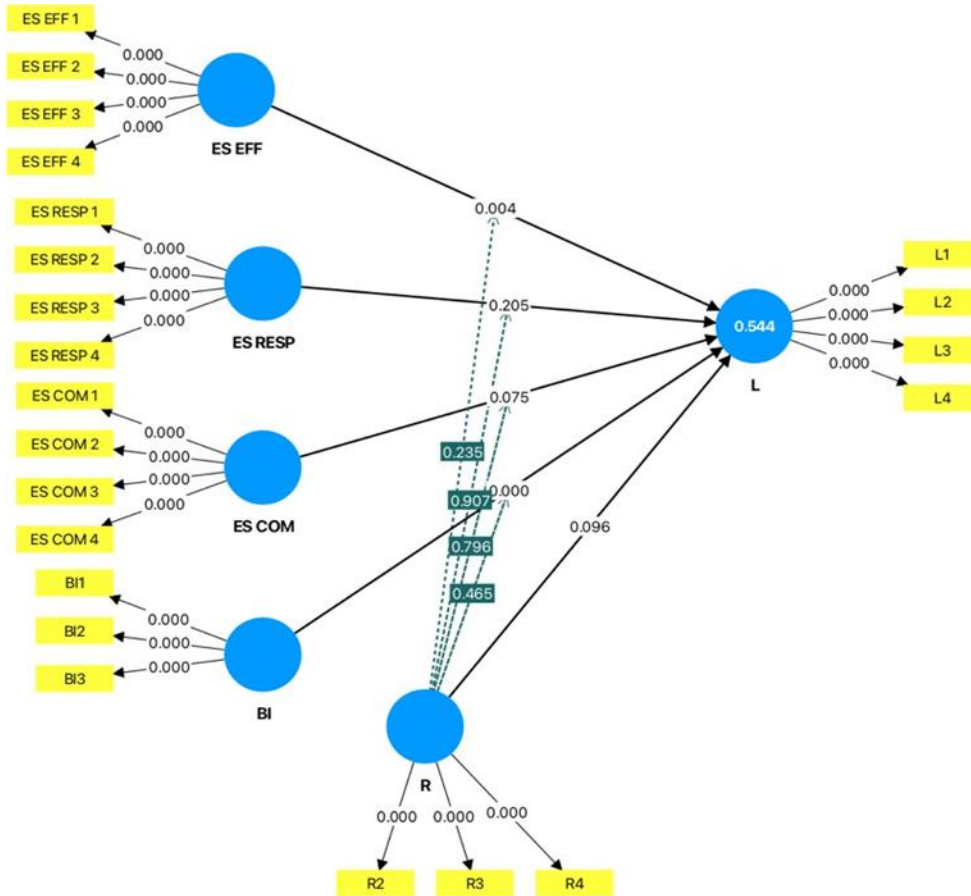 ES EFF 1
0.000
ES EFF 2
0.000
ES EFF 3
0.000
ES EFF 4
0.000
ES EFF
ES RESP 1
0.000
ES RESP 2
0.000
ES RESP 3
0.000
ES RESP 4
0.000
ES RESP
ES COM 1
0.000
ES COM 2
0.000
ES COM 3
0.000
ES COM 4
0.000
ES COM
BI1
0.000
BI2
0.000
BI3
0.000
BI
0.004
0.205
0.075
0.000
0.096
0.235
0.907
0.796
0.465
R
0.000
0.000
0.000
R2
R3
R4
0.544
L
0.000
L1
0.000
L2
0.000
L3
0.000
L4